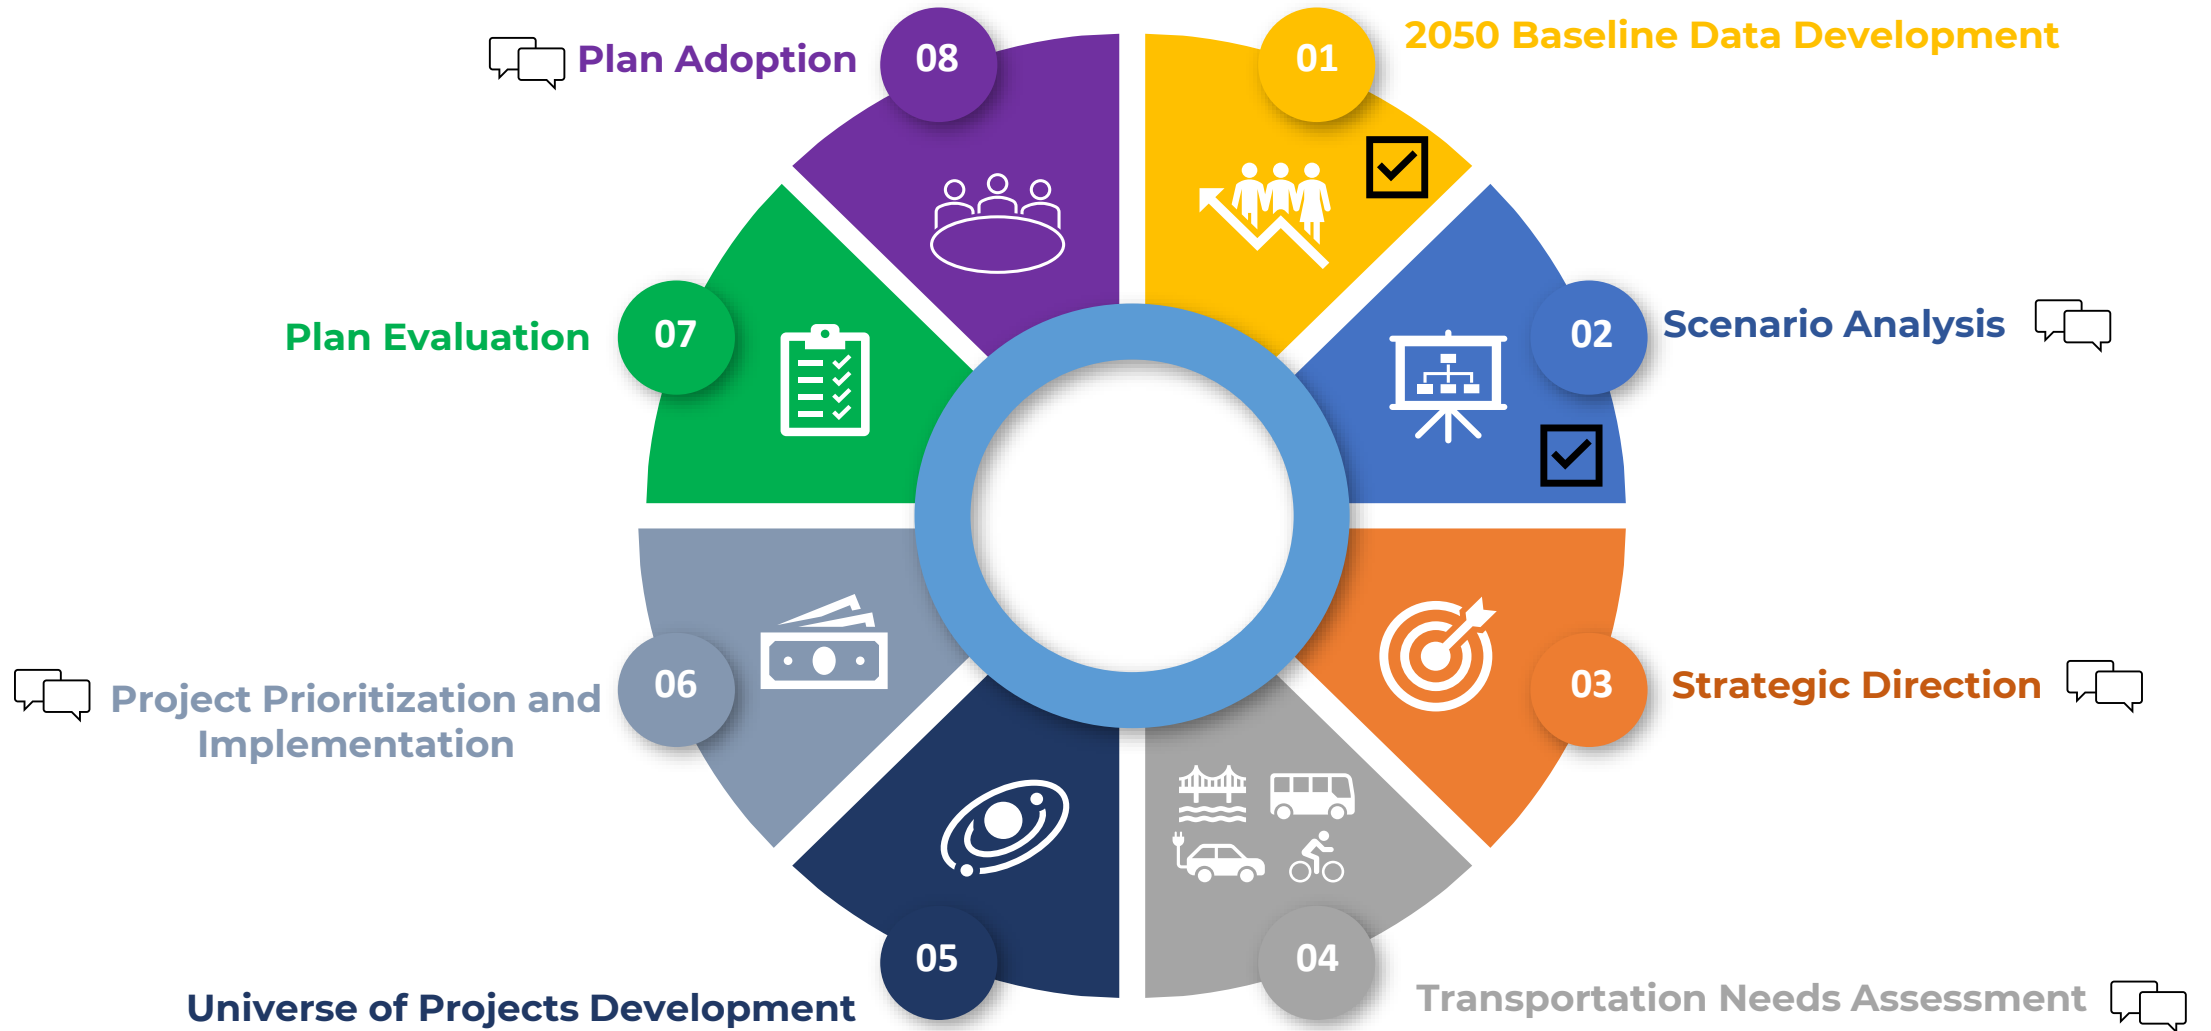 01
2050 Baseline Data Development
02
Scenario Analysis
03
Strategic Direction
04
Transportation Needs Assessment
05
Universe of Projects Development
06
Project Prioritization and
Implementation
07
Plan Evaluation
08
Plan Adoption